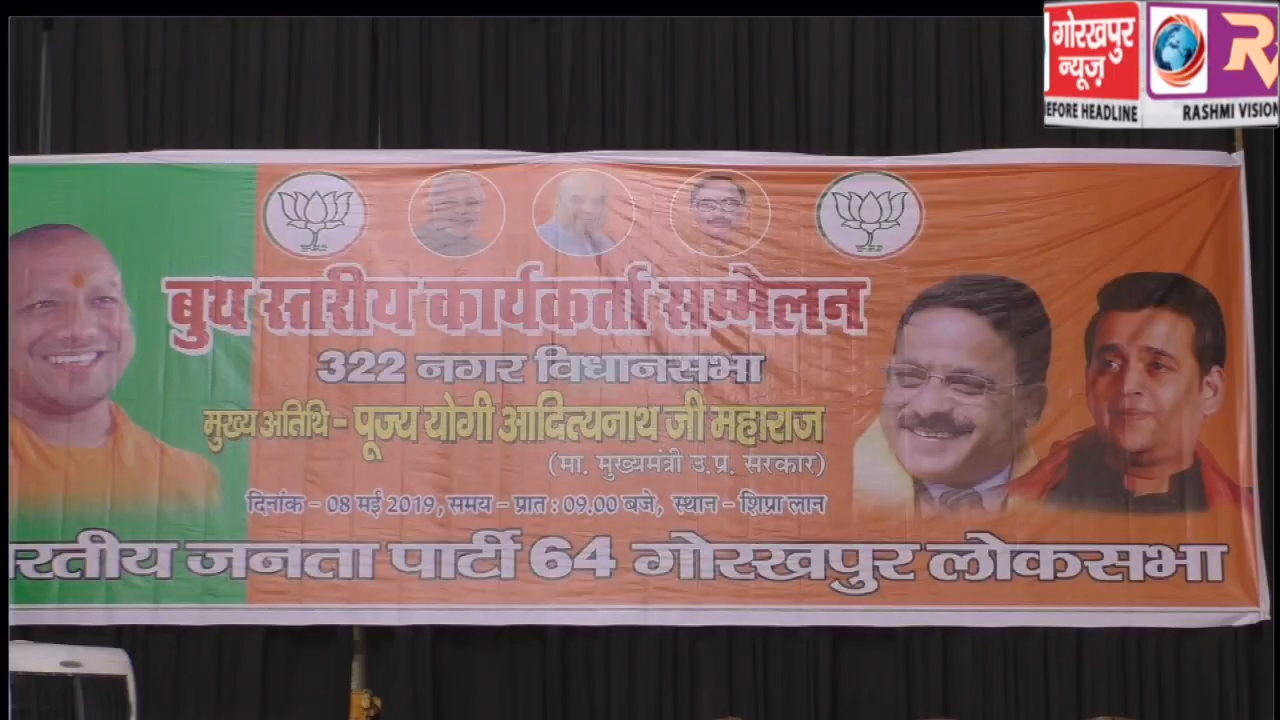 गोरखपुर
न्यूज़
EFORE HEADLINE
R
RASHMI VISION
बुथ स्तरीय कार्यकर्ता सम्मेलन
322 नगर विधानसभा
मुख्य अतिथि - पूज्य योगी आदित्यनाथ जी महाराज
(मा. मुख्यमंत्री उ.प्र. सरकार)
दिनांक - 08 मई 2019, समय - प्रात : 09.00 बजे, स्थान - शिप्रा लान
रतीय जनता पार्टी 64 गोरखपुर लोकसभा